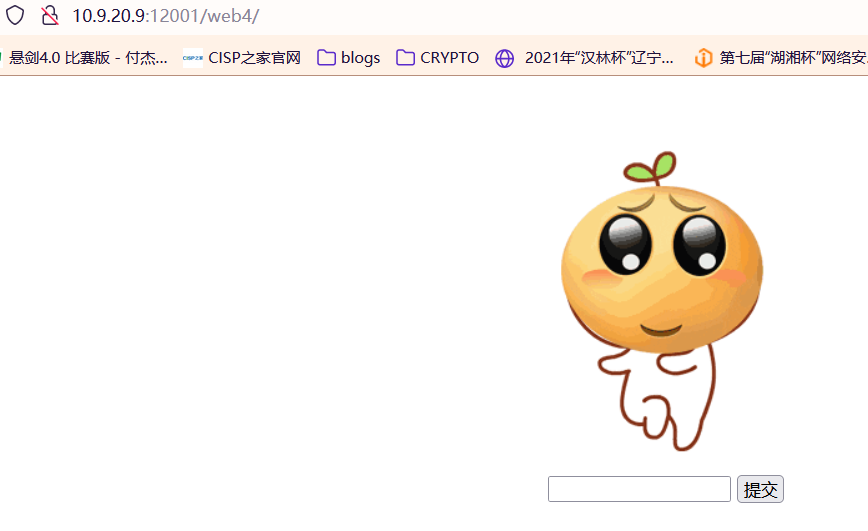 10.9.20.9:12001/web4/
悬剑4.0 比赛版 - 付杰... CISP之家官网 blogs CRYPTO 2021年“汉林杯”辽宁... 第七届“湖湘杯”网络安
提交